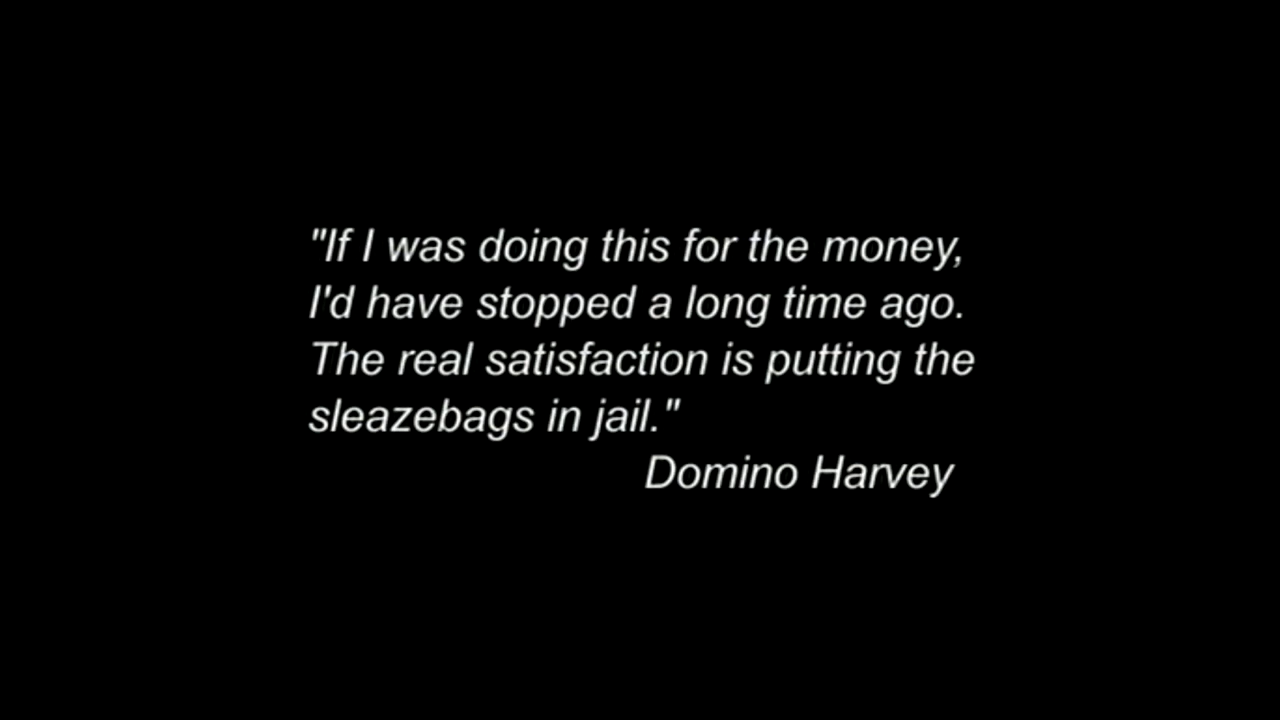 "If I was doing this for the money,
I'd have stopped a long time ago.
The real satisfaction is putting the
sleazebags in jail."
Domino Harvey